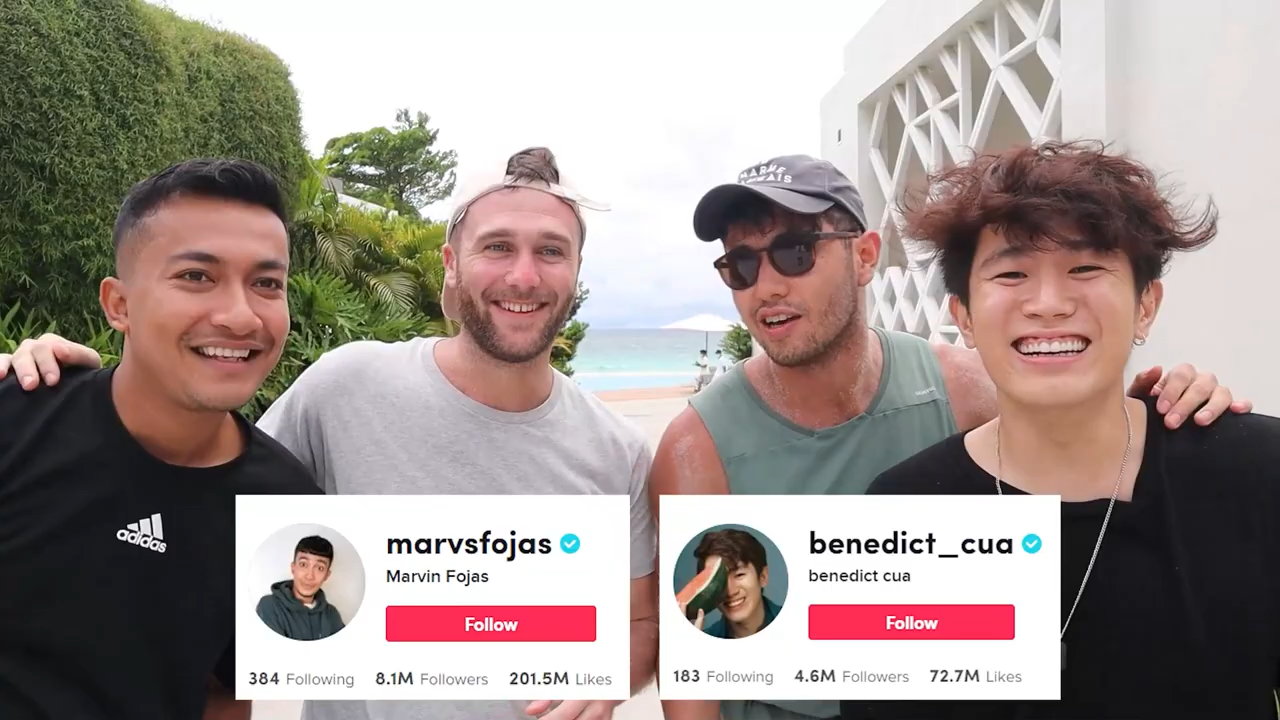 adidas
marvsfojas
Marvin Fojas
Follow
384 Following 8.1M Followers 201.5M Likes
benedict_cua
benedict cua
Follow
183 Following 4.6M Followers 72.7M Likes